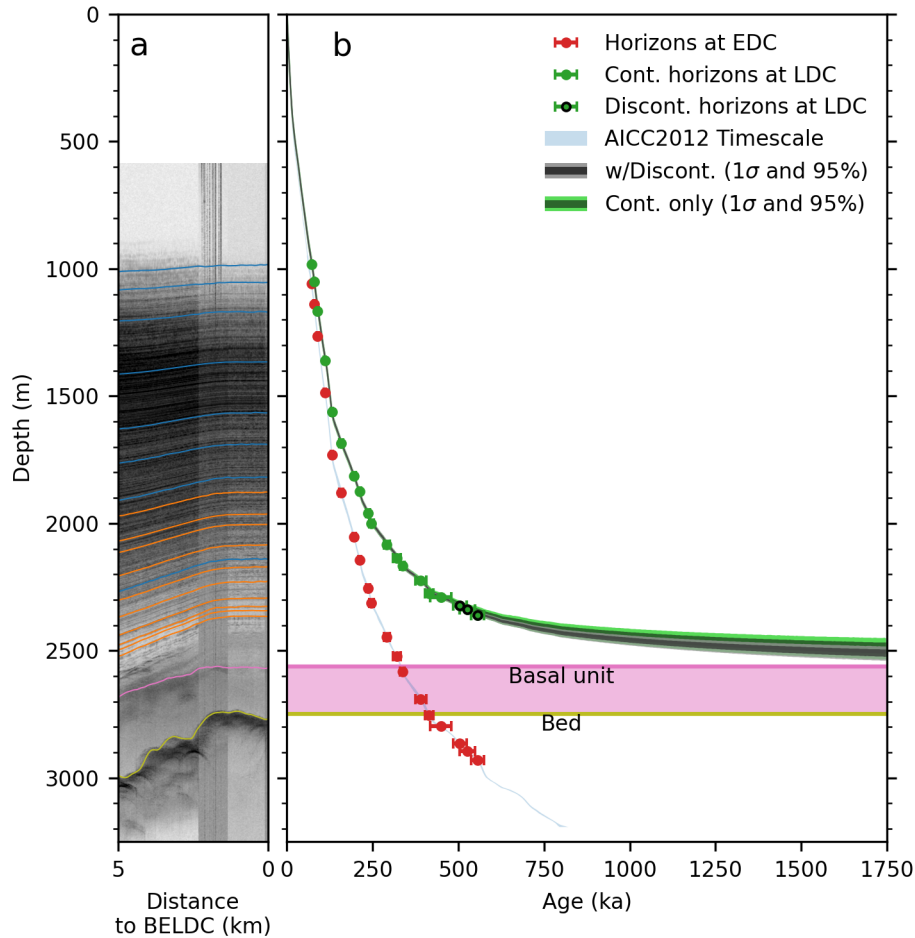 a
b
Horizons at EDC
Cont. horizons at LDC
Discont. horizons at LDC
AICC2012 Timescale
w/Discont. (1σ and 95%)
Cont. only (1σ and 95%)
0
500
1000
1500
2000
2500
3000
Depth (m)
Basal unit
Bed
5
0
0
250
500
750
1000
1250
1500
1750
Distance
to BELDC (km)
Age (ka)